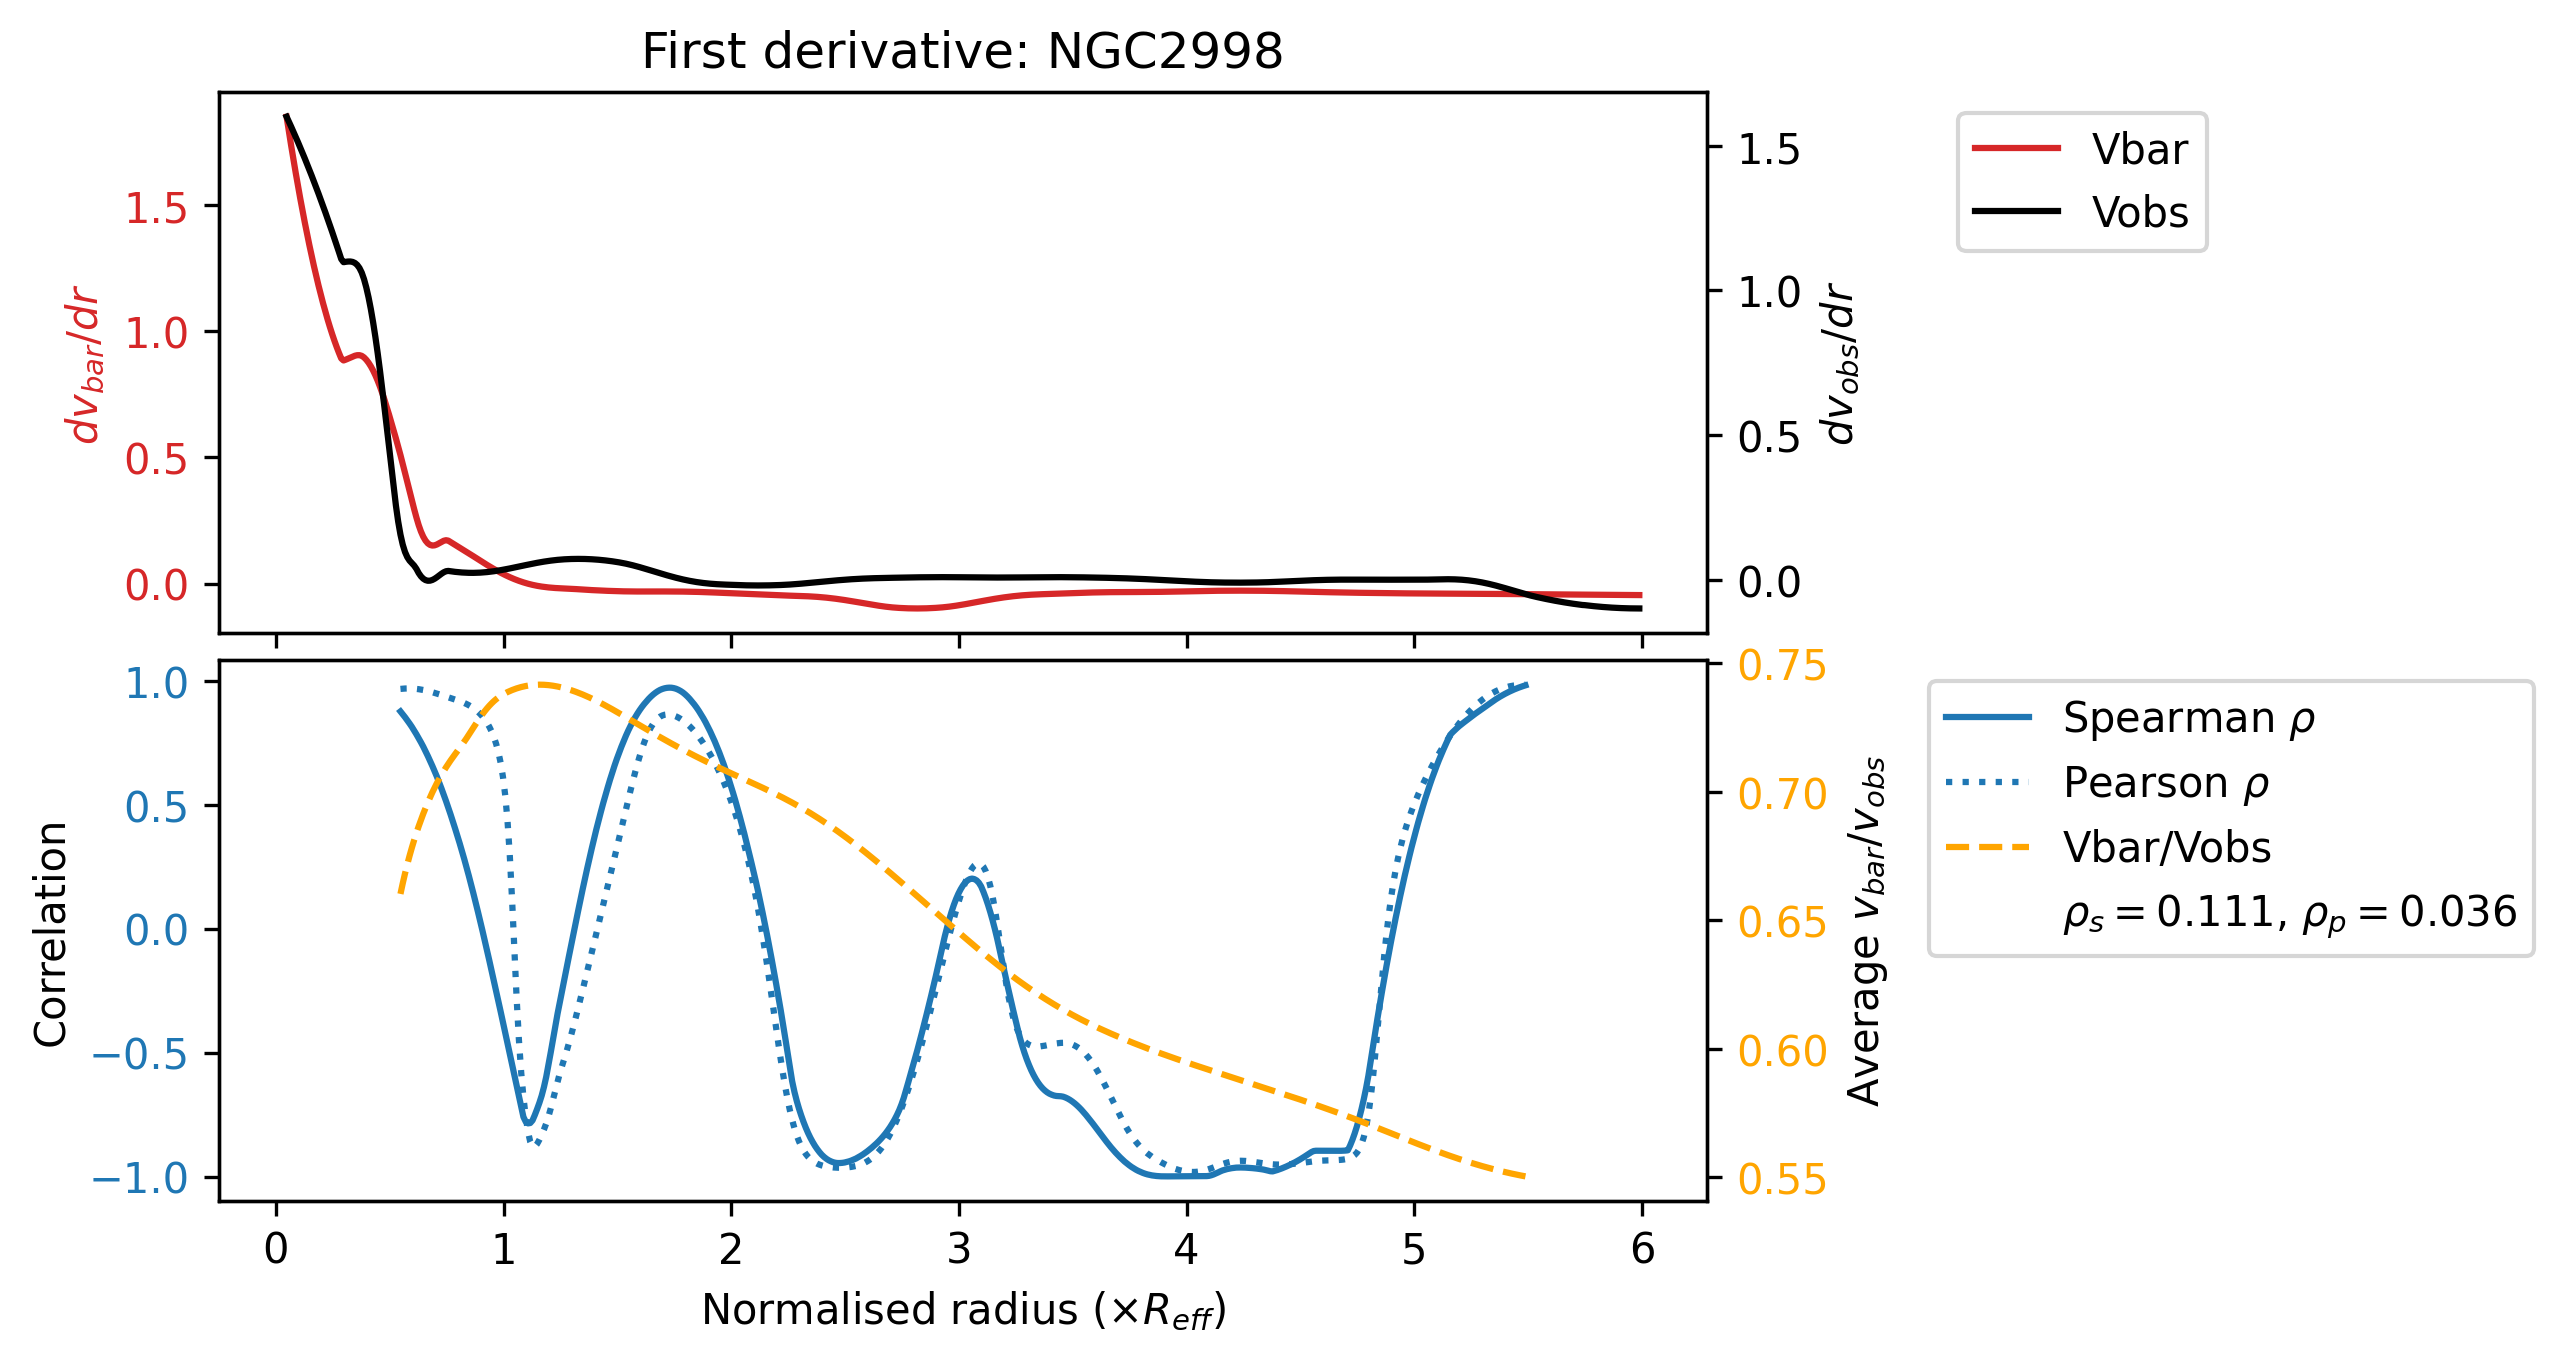 First derivative: NGC2998
1.5
1.0
0.5
0.0
dv_bar/dr
1.5
1.0
0.5
0.0
dv_obs/dr
Vbar
Vobs
1.0
0.5
0.0
−0.5
−1.0
Correlation
0.75
0.70
0.65
0.60
0.55
Average v_bar/v_obs
Spearman ρ
Pearson ρ
Vbar/Vobs
ρ_s = 0.111, ρ_p = 0.036
0 1 2 3 4 5 6
Normalised radius (×R_eff)